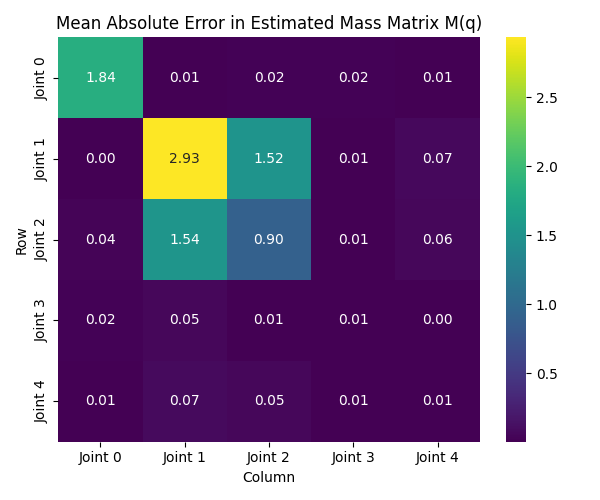 Mean Absolute Error in Estimated Mass Matrix M(q)
Joint 0 1.84 0.01 0.02 0.02 0.01
Joint 1 0.00 2.93 1.52 0.01 0.07
Joint 2 0.04 1.54 0.90 0.01 0.06
Joint 3 0.02 0.05 0.01 0.01 0.00
Joint 4 0.01 0.07 0.05 0.01 0.01
Row
Joint 0 Joint 1 Joint 2 Joint 3 Joint 4
Column
2.5
2.0
1.5
1.0
0.5